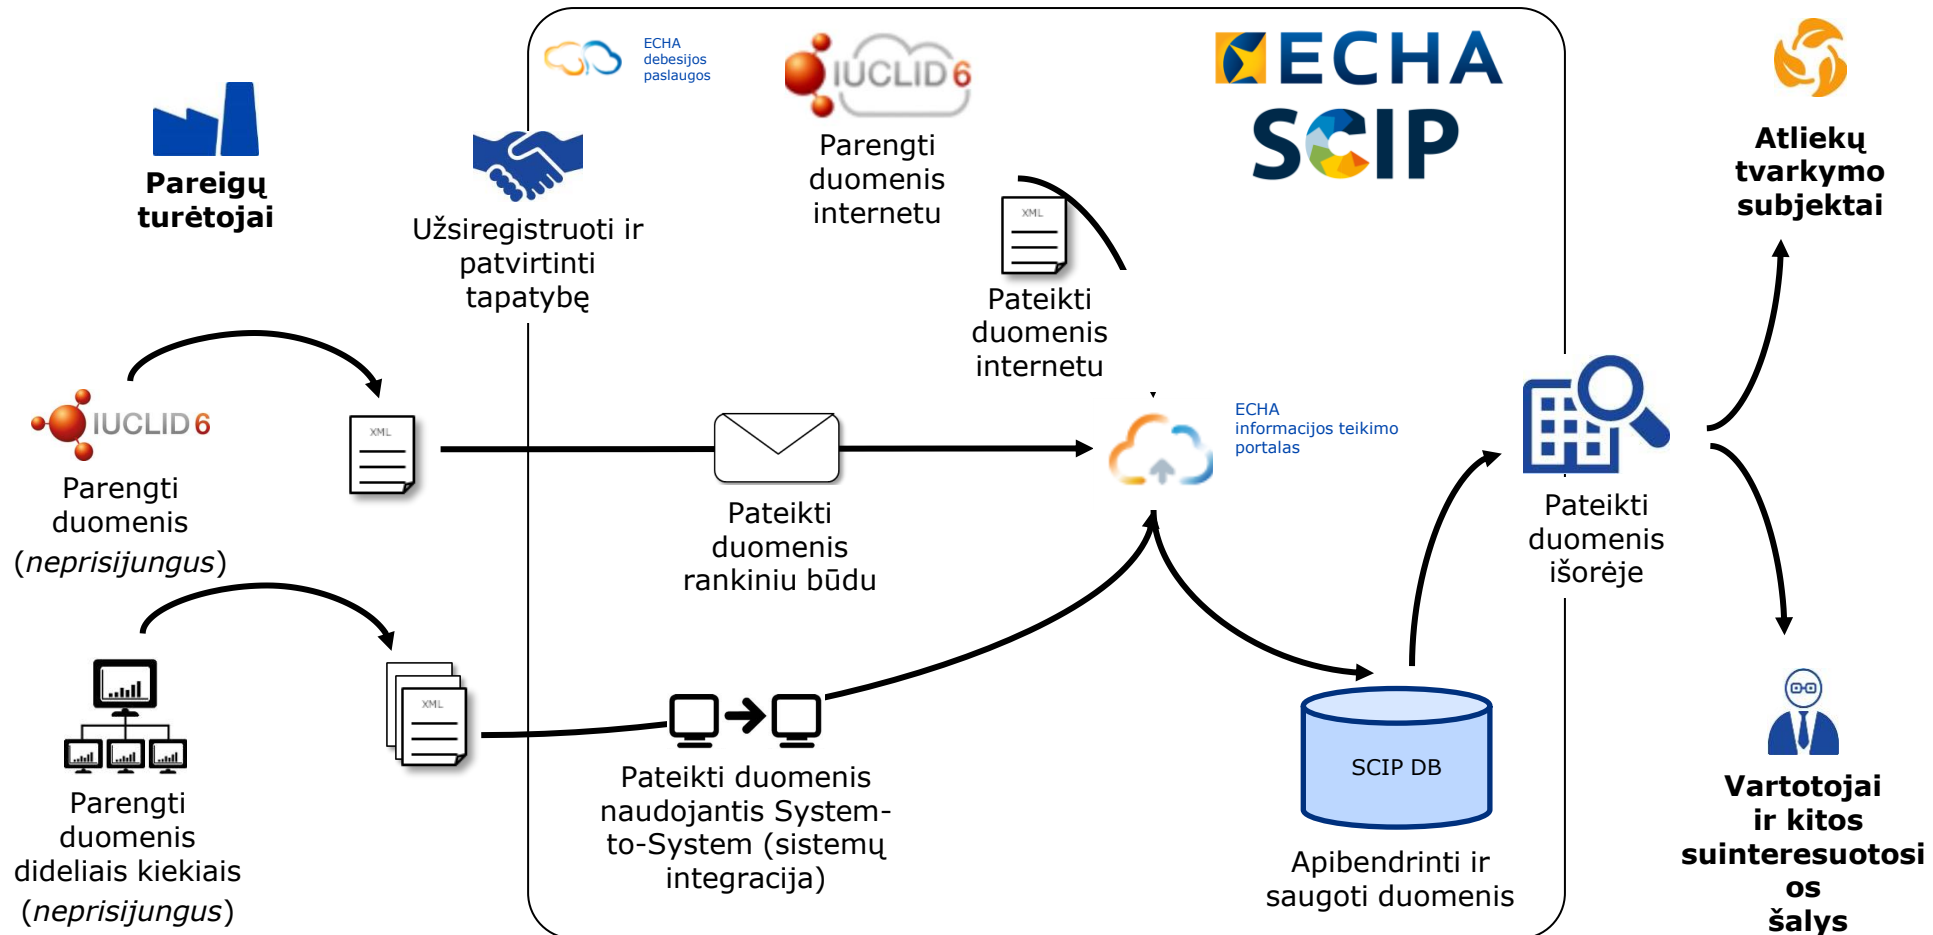 ECHA
debesijos
paslaugos
IUCLID 6
ECHA
SCIP
Pareigų
turėtojai
Užsiregistruoti ir
patvirtinti
tapatybę
Parengti
duomenis
internetu
XML
Pateikti
duomenis
internetu
Atliekų
tvarkymo
subjektai
IUCLID 6
Parengti
duomenis
(neprisijungus)
XML
Pateikti
duomenis
rankiniu būdu
ECHA
informacijos teikimo
portalas
Pateikti
duomenis
išorėje
Parengti
duomenis
dideliais kiekiais
(neprisijungus)
XML
Pateikti duomenis
naudojantis System-
to-System (sistemų
integracija)
SCIP DB
Apibendrinti ir
saugoti duomenis
Vartotojai
ir kitos
suinteresuotosi
os
šalys